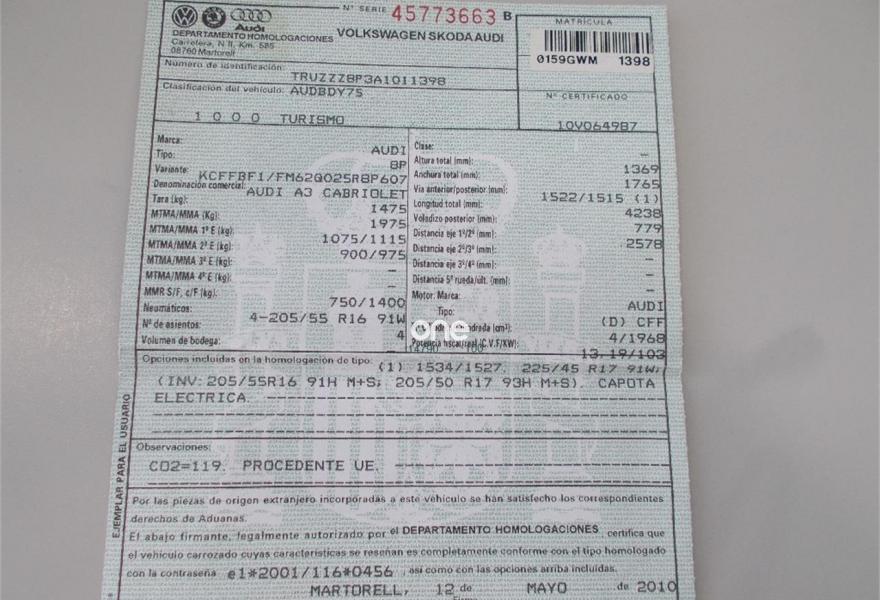 Nº SERIE 45773663 B
Audi
DEPARTAMENTO HOMOLOGACIONES
VOLKSWAGEN SKODA AUDI
Carretera, N II, Km. 585
08760 Martorell
MATRICULA
0159GWM 1398
Número de identificación:
TRUZZZ8P3A1011398
Clasificación del vehículo: AUDBDY75
Nº CERTIFICADO
10V064987
1 0 0 0 TURISMO
Marca: AUDI
Tipo: 8P
Variante: KCFFBF1/FM62Q025R8P607
Denominación comercial: AUDI A3 CABRIOLET
Tara (kg): 1475
MTMA/MMA (Kg): 1975
MTMA/MMA 1º E (kg): 1075/1115
MTMA/MMA 2º E (kg): 900/975
MTMA/MMA 3º E (kg): —
MTMA/MMA 4º E (kg): —
MMR S/F, c/F (kg): 750/1400
Neumáticos: 4-205/55 R16 91W
Nº de asientos: 4
Volumen de bodega:
Clase: —
Altura total (mm): 1369
Anchura total (mm): 1765
Via anterior/posterior (mm): 1522/1515 (1)
Longitud total (mm): 4238
Voladizo posterior (mm): 779
Distancia eje 1º/2º (mm): 2578
Distancia eje 2º/3º (mm): —
Distancia eje 3º/4º (mm): —
Distancia 5ª rueda/últ. (mm): —
Motor: Marca: AUDI
Tipo: (D) CFF
4/1968
Potencia fiscal/real (C.V.F/KW): 13,19/103
one
Opciones incluidas en la homologación de tipo: (1) 1534/1527. 225/45 R17 91W;
(INV:205/55R16 91H M+S; 205/50 R17 93H M+S). CAPOTA
ELECTRICA.
Observaciones:
CO2=119. PROCEDENTE UE.
EJEMPLAR PARA EL USUARIO
Por las piezas de origen extranjero incorporadas a este vehículo se han satisfecho los correspondientes
derechos de Aduanas.
El abajo firmante, legalmente autorizado por el DEPARTAMENTO HOMOLOGACIONES, certifica que
el vehículo carrozado cuyas características se reseñan es completamente conforme con el tipo homologado
con la contraseña e1*2001/116*0456, así como con las opciones arriba incluidas.
MARTORELL, 12 de MAYO de 2010